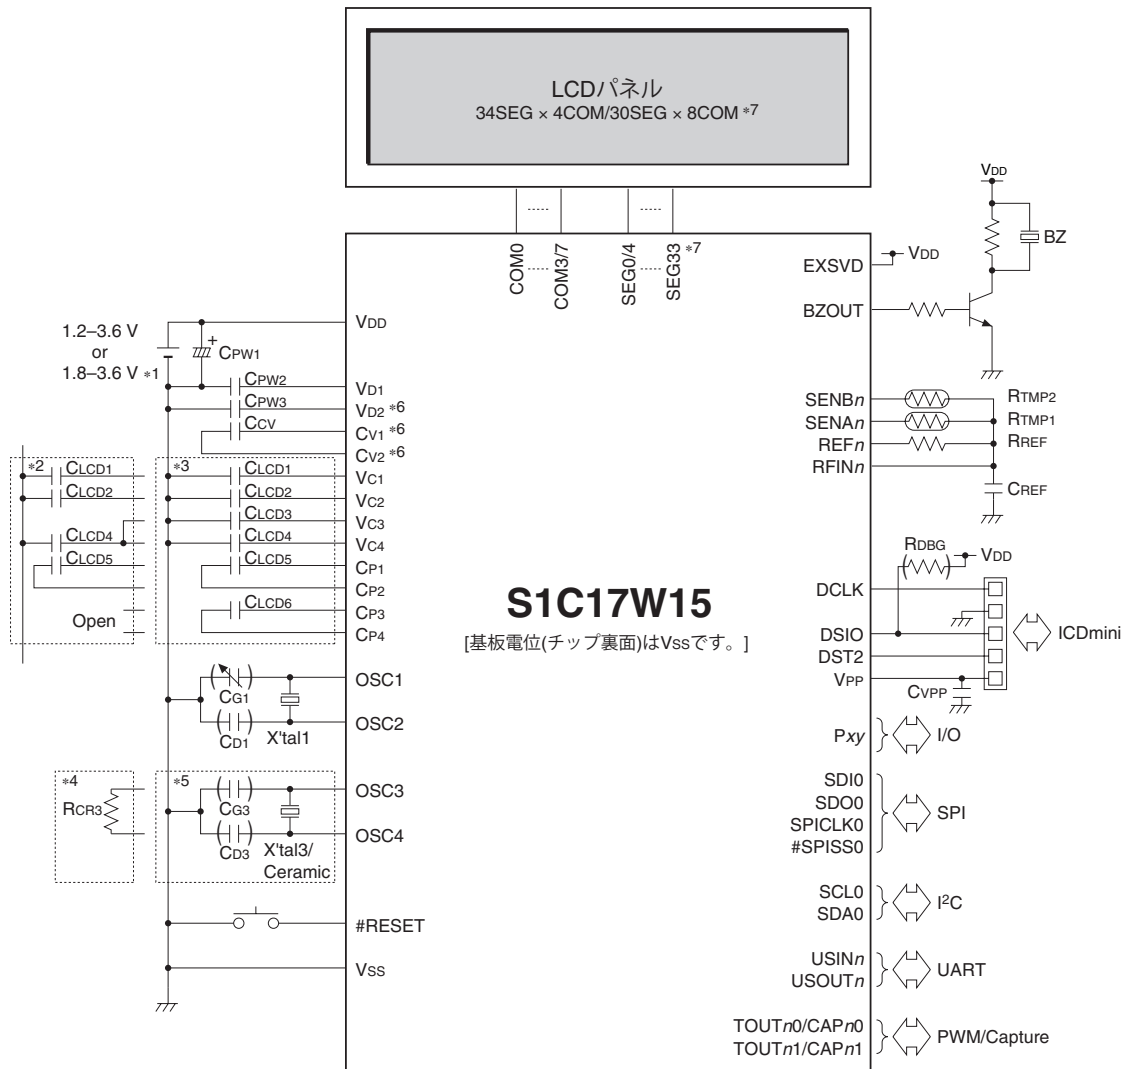 LCDパネル
34SEG × 4COM/30SEG × 8COM *7
COM0
COM3/7
SEG0/4
SEG33 *7
1.2–3.6 V
or
1.8–3.6 V *1
+
CPW1
CPW2
CPW3
CCV
VDD
VD1
VD2 *6
CV1 *6
CV2 *6
*2
CLCD1
CLCD2
CLCD4
CLCD5
Open
*3
CLCD1
CLCD2
CLCD3
CLCD4
CLCD5
CLCD6
VC1
VC2
VC3
VC4
CP1
CP2
CP3
CP4
CG1
CD1
X'tal1
OSC1
OSC2
*4
RCR3
*5
CG3
CD3
X'tal3/
Ceramic
OSC3
OSC4
#RESET
VSS
S1C17W15
[基板電位(チップ裏面)はVSSです。]
VDD
BZ
EXSVD
VDD
BZOUT
SENBn
RTMP2
SENAn
RTMP1
REFn
RREF
RFINn
CREF
RDBG
VDD
DCLK
DSIO
DST2
VPP
CVPP
ICDmini
Pxy
I/O
SDI0
SDO0
SPICLK0
#SPISS0
SPI
SCL0
SDA0
I²C
USINn
USOUTn
UART
TOUTn0/CAPn0
TOUTn1/CAPn1
PWM/Capture